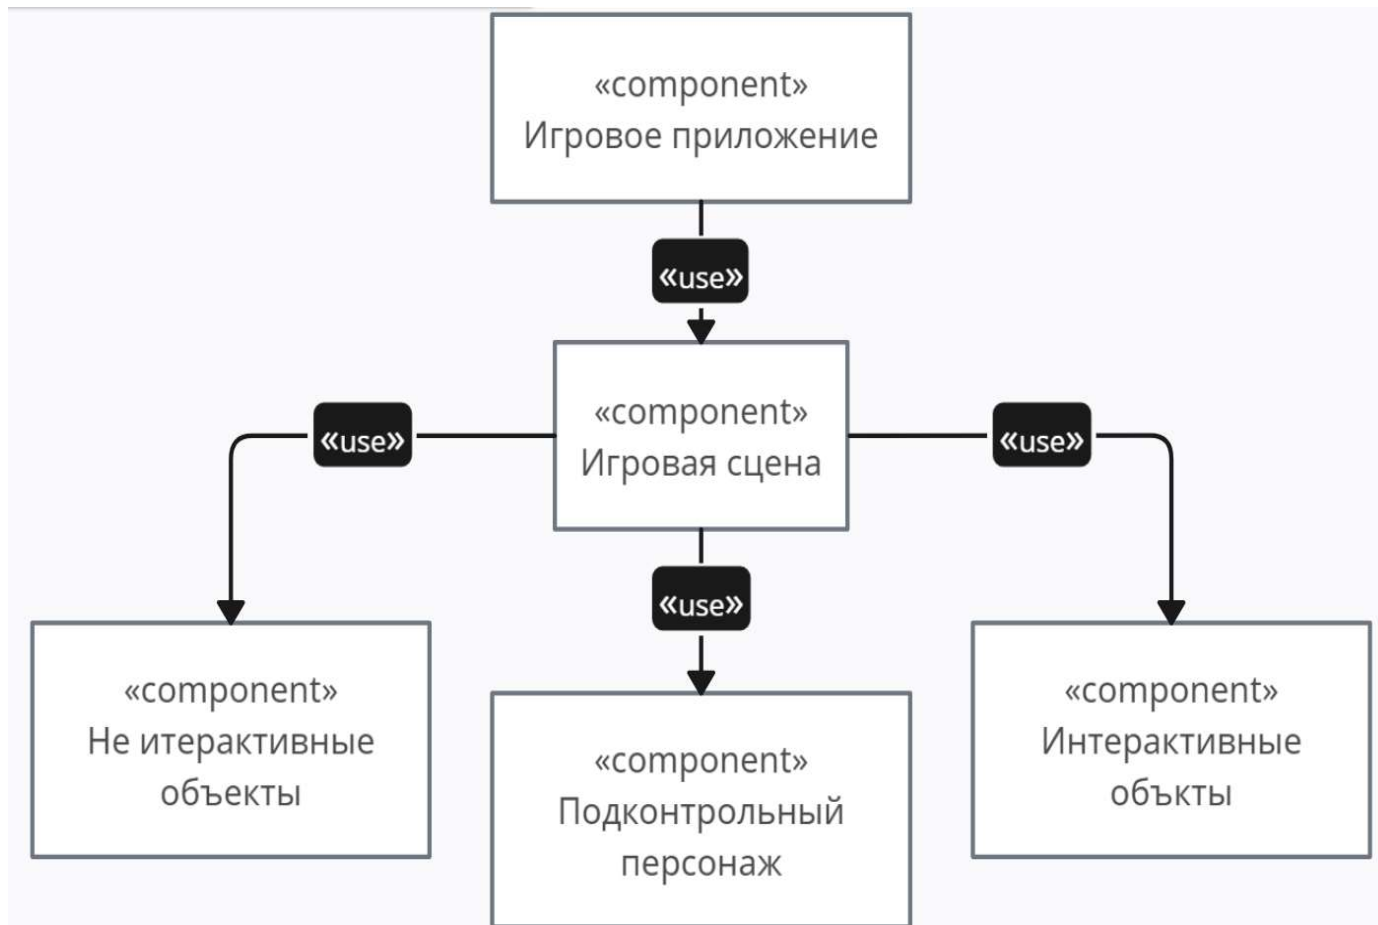 «component»
Игровое приложение
«use»
«component»
Игровая сцена
«use»
«use»
«use»
«component»
Не итерактивные
объекты
«component»
Подконтрольный
персонаж
«component»
Интерактивные
объкты